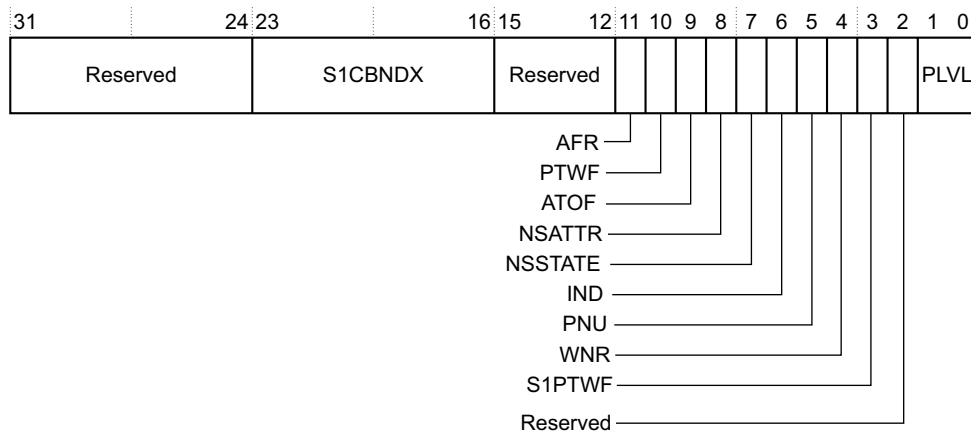 31 24 23 16 15 12 11 10 9 8 7 6 5 4 3 2 1 0
Reserved S1CBNDX Reserved PLVL
AFR
PTWF
ATOF
NSATTR
NSSTATE
IND
PNU
WNR
S1PTWF
Reserved